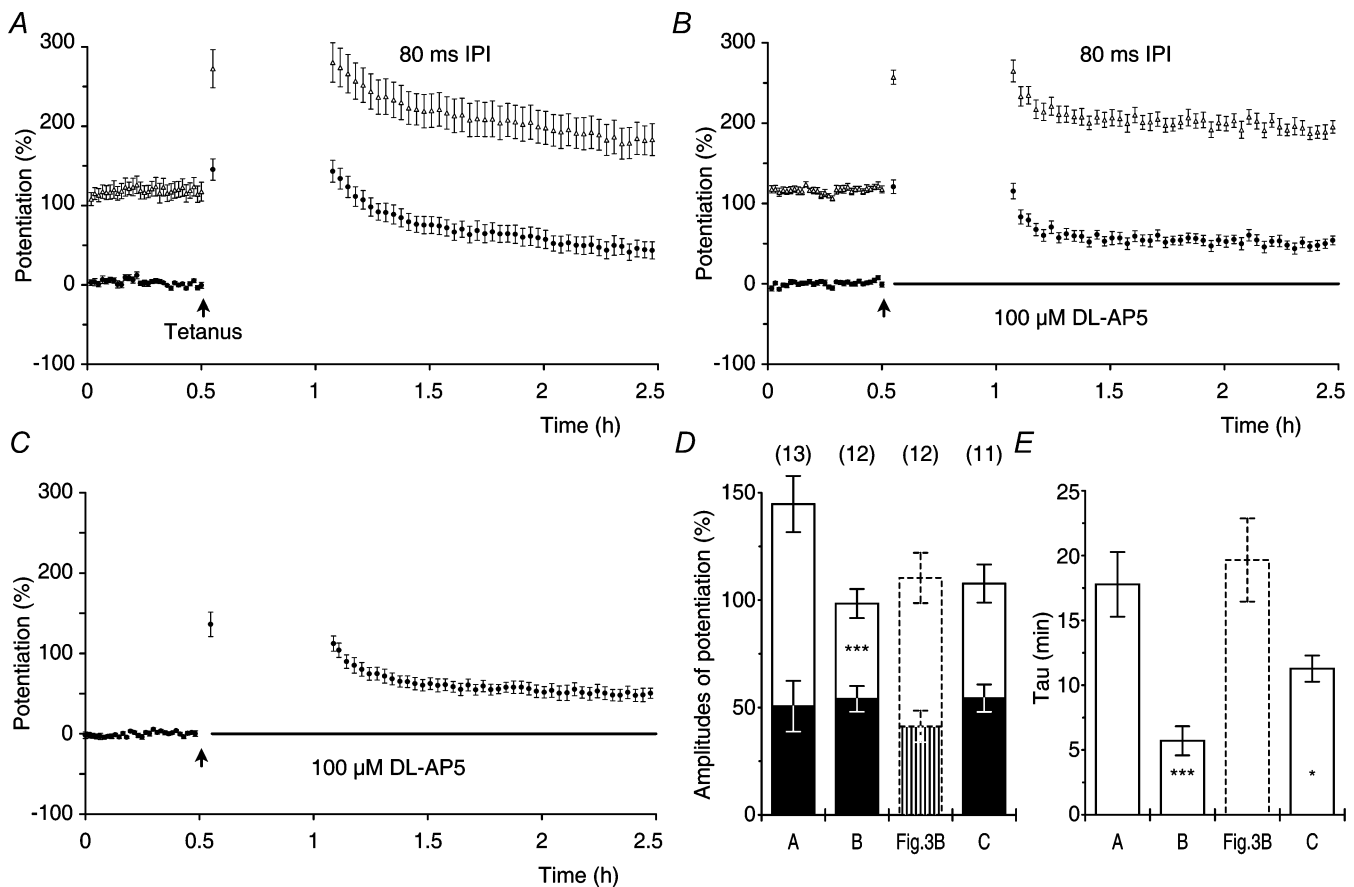 A
80 ms IPI
300
200
100
0
-100
Potentiation (%)
Tetanus
0 0.5 1 1.5 2 2.5
Time (h)
B
80 ms IPI
300
200
100
0
-100
Potentiation (%)
100 µM DL-AP5
0 0.5 1 1.5 2 2.5
Time (h)
C
300
200
100
0
-100
Potentiation (%)
100 µM DL-AP5
0 0.5 1 1.5 2 2.5
Time (h)
D
(13) (12) (12) (11)
150
100
50
0
Amplitudes of potentiation (%)
***
A B Fig.3B C
E
25
20
15
10
5
0
Tau (min)
*** *
A B Fig.3B C